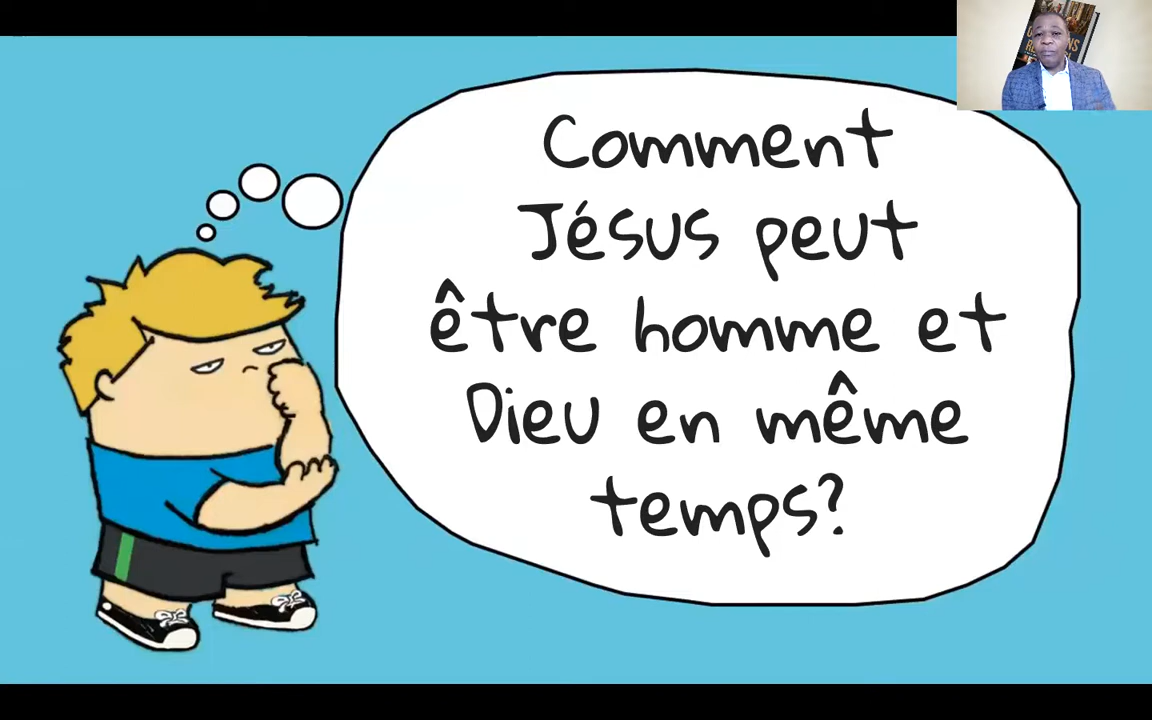 Comment
Jésus peut
être homme et
Dieu en même
temps?